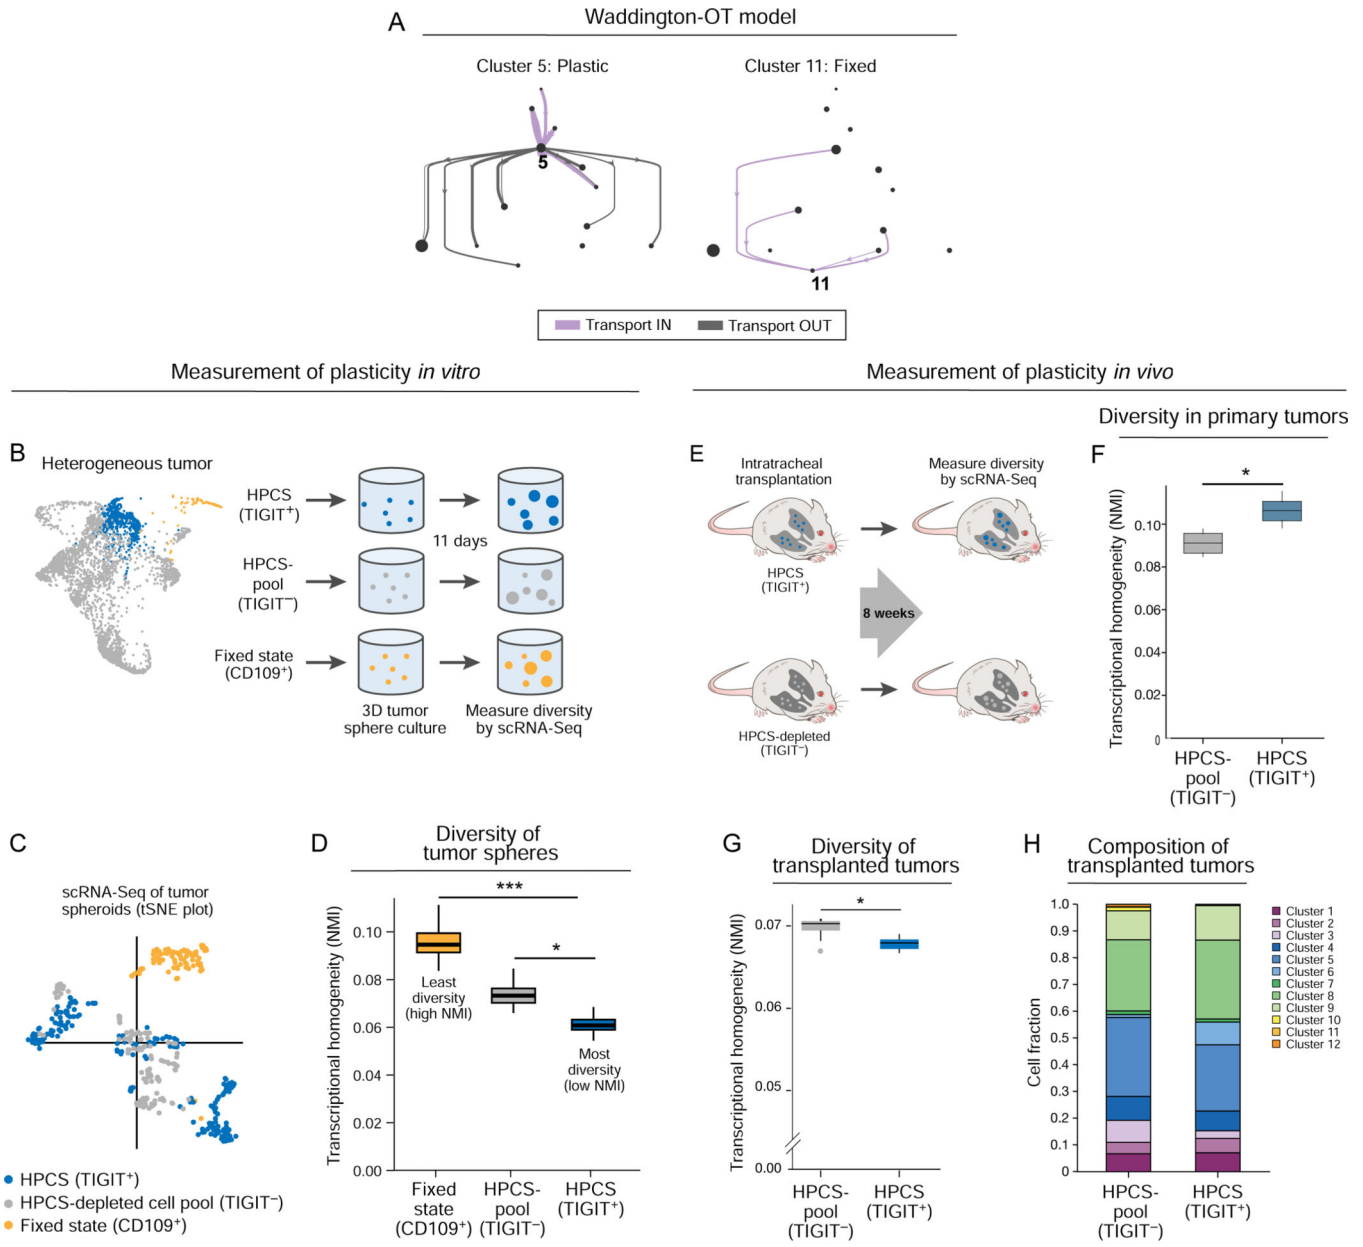 A
Waddington-OT model
Cluster 5: Plastic
Cluster 11: Fixed
5
11
Transport IN
Transport OUT
Measurement of plasticity in vitro
Measurement of plasticity in vivo
B
Heterogeneous tumor
HPCS
(TIGIT+)
11 days
HPCS-
pool
(TIGIT–)
Fixed state
(CD109+)
3D tumor
sphere culture
Measure diversity
by scRNA-Seq
E
Intratracheal
transplantation
Measure diversity
by scRNA-Seq
HPCS
(TIGIT+)
8 weeks
HPCS-depleted
(TIGIT–)
Diversity in primary tumors
F
Transcriptional homogeneity (NMI)
*
0.10
0.08
0.06
0.04
0.02
0
HPCS-
pool
(TIGIT–)
HPCS
(TIGIT+)
C
scRNA-Seq of tumor
spheroids (tSNE plot)
HPCS (TIGIT+)
HPCS-depleted cell pool (TIGIT–)
Fixed state (CD109+)
D
Diversity of
tumor spheres
Transcriptional homogeneity (NMI)
***
*
0.10
0.08
0.06
0.04
0.02
0.00
Least
diversity
(high NMI)
Most
diversity
(low NMI)
Fixed
state
(CD109+)
HPCS-
pool
(TIGIT–)
HPCS
(TIGIT+)
G
Diversity of
transplanted tumors
Transcriptional homogeneity (NMI)
*
0.07
0.06
0.05
0.00
HPCS-
pool
(TIGIT–)
HPCS
(TIGIT+)
H
Composition of
transplanted tumors
Cell fraction
1.0
0.9
0.8
0.7
0.6
0.5
0.4
0.3
0.2
0.1
0
HPCS-
pool
(TIGIT–)
HPCS
(TIGIT+)
Cluster 1
Cluster 2
Cluster 3
Cluster 4
Cluster 5
Cluster 6
Cluster 7
Cluster 8
Cluster 9
Cluster 10
Cluster 11
Cluster 12